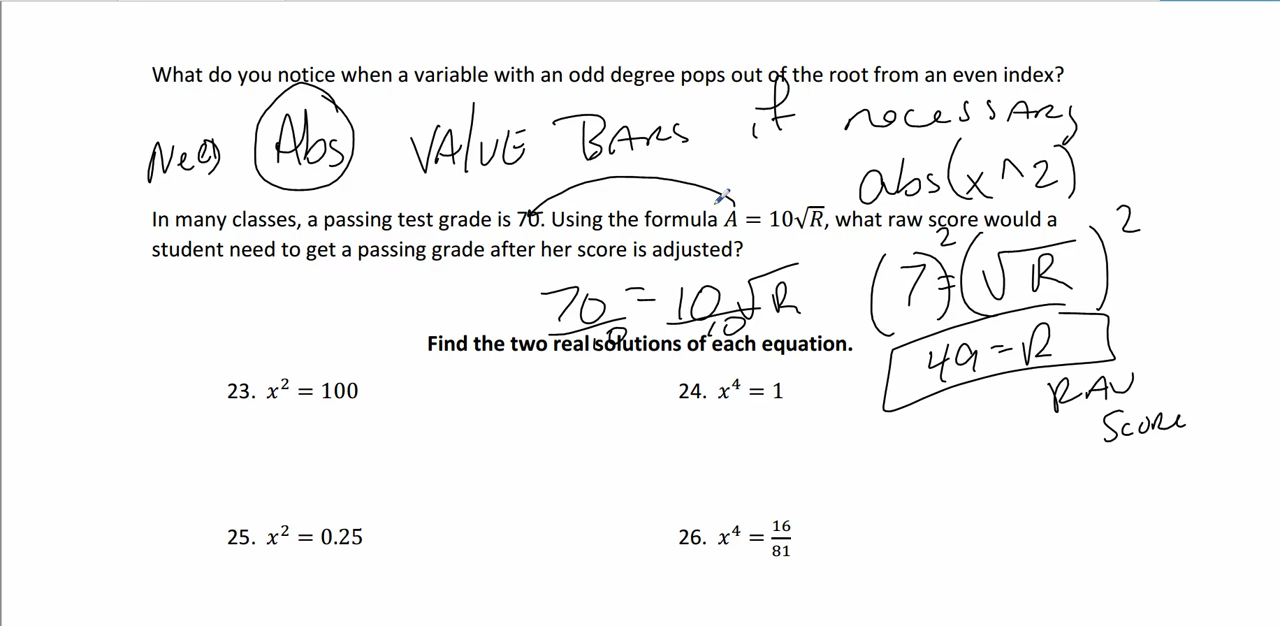 What do you notice when a variable with an odd degree pops out of the root from an even index?
Need Abs VALUE BARS if necessary
abs(x^2)
In many classes, a passing test grade is 70. Using the formula A = 10√R, what raw score would a
student need to get a passing grade after her score is adjusted?
70/10 = 10√R/10
(7)² = (√R)²
49 = R
RAW
SCORE
Find the two real solutions of each equation.
23. x² = 100
24. x⁴ = 1
25. x² = 0.25
26. x⁴ = 16/81